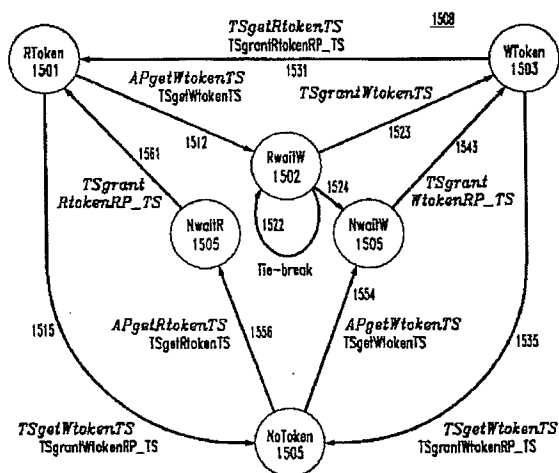 TSgetRtokenTS
TSgrantRtokenRP_TS
1531
1508
RToken
1501
WToken
1503
APgetWtokenTS
TSgetWtokenTS
TSgrantWtokenTS
1512
1523
1561
1543
RwaitW
1502
1524
TSgrant
RtokenRP_TS
TSgrant
WtokenRP_TS
NwaitR
1505
1522
NwaitW
1505
Tie-break
1554
1515
APgetRtokenTS
TSgetRtokenTS
1556
APgetWtokenTS
TSgetWtokenTS
1535
TSgetWtokenTS
TSgrantWtokenRP_TS
NoToken
1505
TSgetWtokenTS
TSgrantWtokenRP_TS